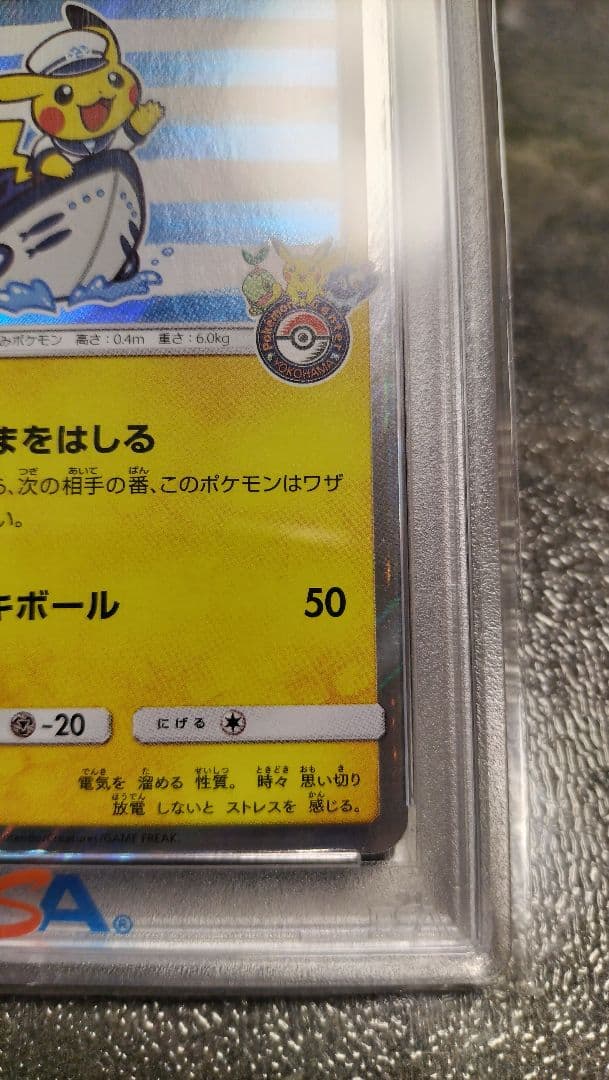 みポケモン 高さ:0.4m 重さ:6.0kg
Pokémon Center
YOKOHAMA
まをはしる
ら、次の相手の番、このポケモンはワザ
い。
キボール 50
-20 にげる
電気を 溜める 性質。 時々 思い切り
放電 しないと ストレスを 感じる。
/GAME FREAK.
SA®